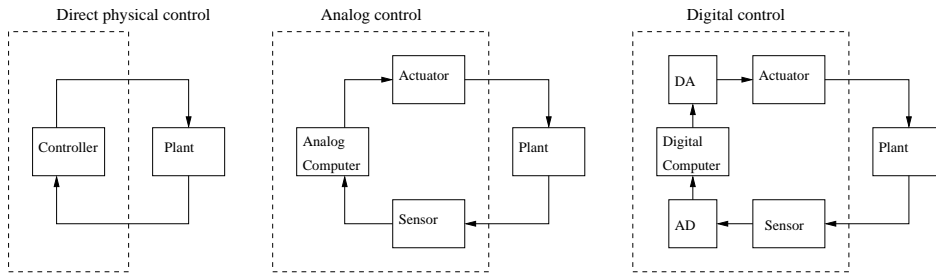 Direct physical control
Analog control
Digital control
Controller
Plant
Actuator
Analog
Computer
Plant
Sensor
DA
Actuator
Digital
Computer
Plant
AD
Sensor